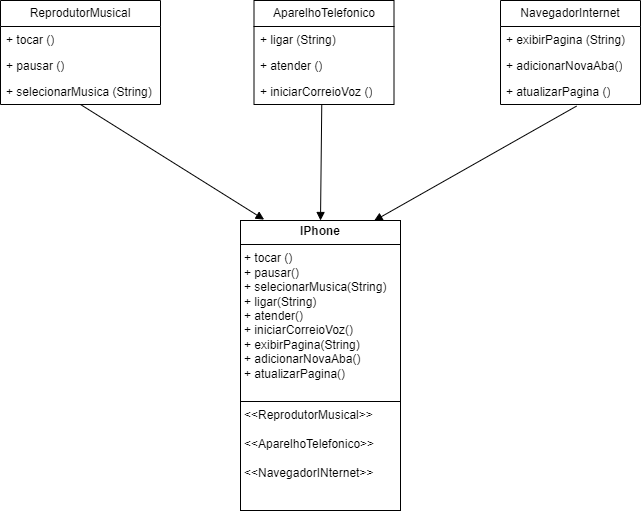 ReprodutorMusical
+ tocar ()
+ pausar ()
+ selecionarMusica (String)
AparelhoTelefonico
+ ligar (String)
+ atender ()
+ iniciarCorreioVoz ()
NavegadorInternet
+ exibirPagina (String)
+ adicionarNovaAba()
+ atualizarPagina ()
IPhone
+ tocar ()
+ pausar()
+ selecionarMusica(String)
+ ligar(String)
+ atender()
+ iniciarCorreioVoz()
+ exibirPagina(String)
+ adicionarNovaAba()
+ atualizarPagina()
<<ReprodutorMusical>>
<<AparelhoTelefonico>>
<<NavegadorINternet>>